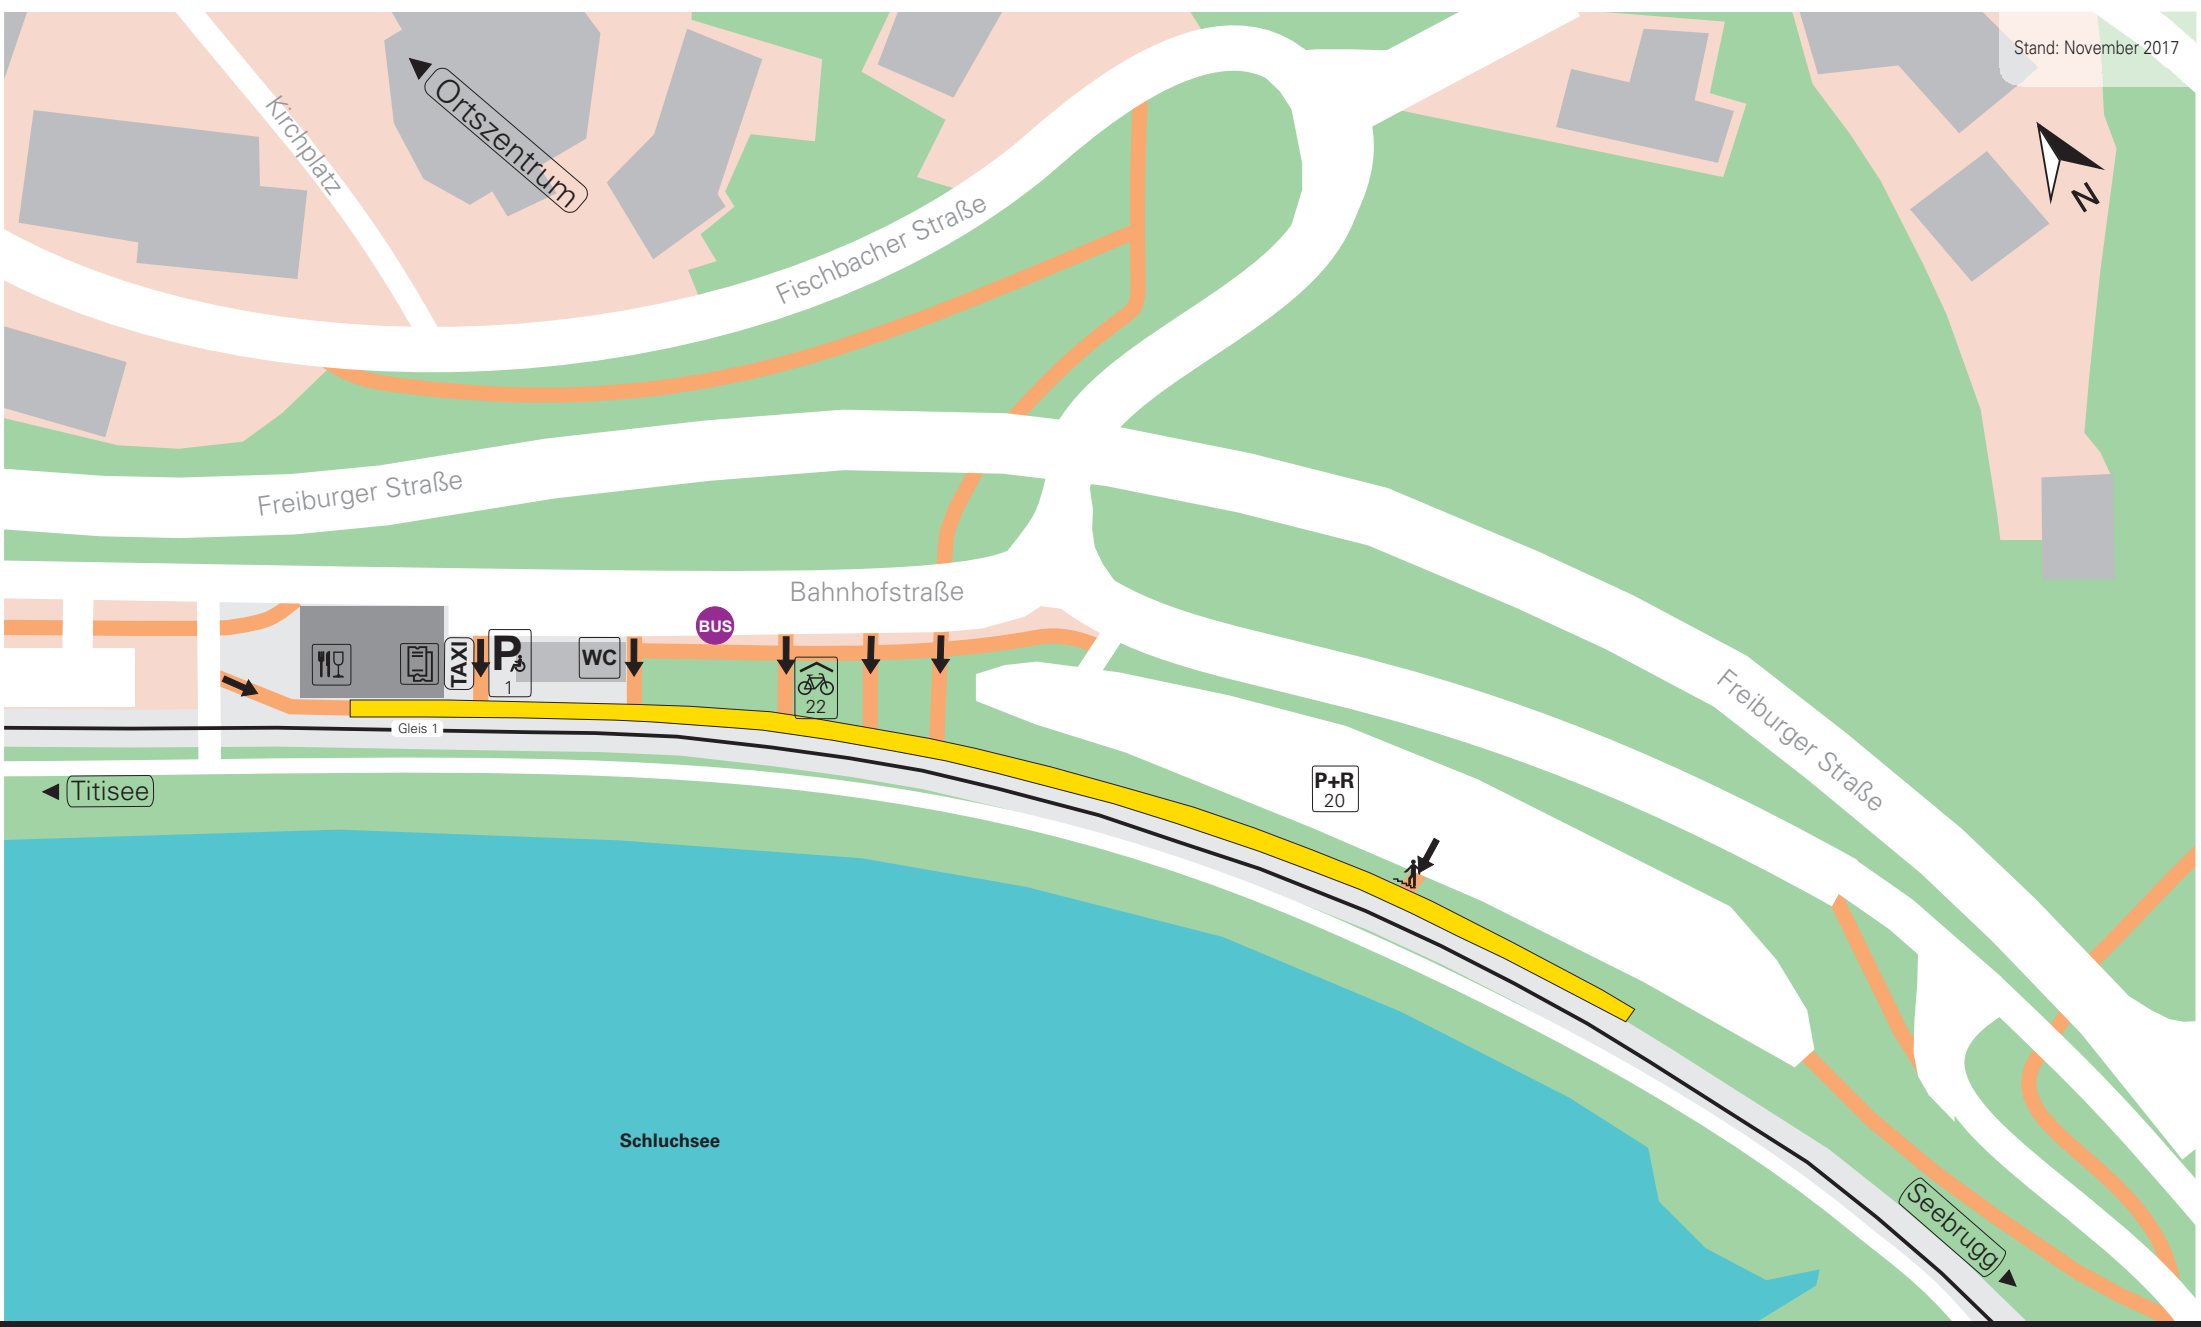 Stand: November 2017
Ortszentrum
Kirchplatz
N
Fischbacher Straße
Freiburger Straße
Bahnhofstraße
BUS
TAXI
P
1
WC
22
Freiburger Straße
Gleis 1
Titisee
P+R
20
Schluchsee
Seebrugg